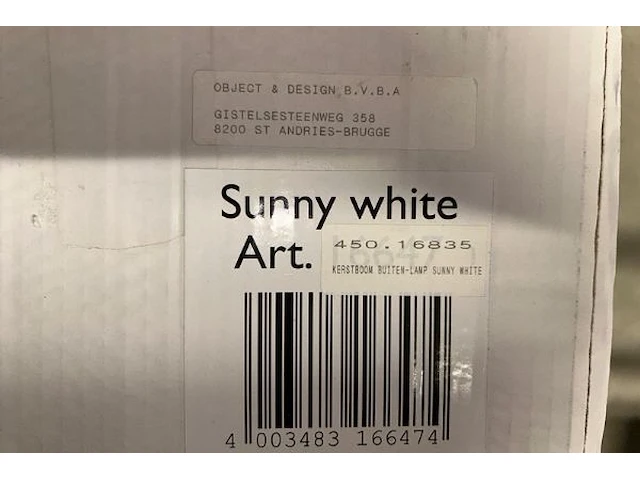 OBJECT & DESIGN B.V.B.A
GISTELSESTEENWEG 358
8200 ST ANDRIES-BRUGGE
Sunny white
Art.
450.16835
KERSTBOOM BUITEN-LAMP SUNNY WHITE
4 003483 166474